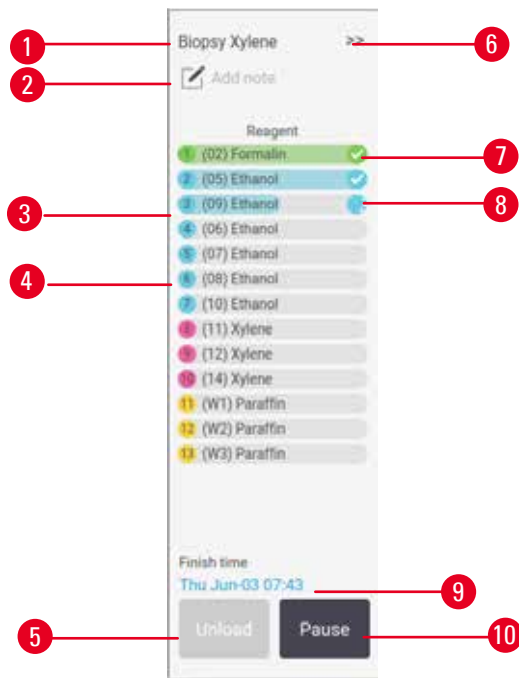 1 Biopsy Xylene >> 6
2 Add note
Reagent
1 (02) Formalin 7
2 (05) Ethanol
3 3 (09) Ethanol 8
4 (06) Ethanol
5 (07) Ethanol
4 6 (08) Ethanol
7 (10) Ethanol
8 (11) Xylene
9 (12) Xylene
10 (14) Xylene
11 (W1) Paraffin
12 (W2) Paraffin
13 (W3) Paraffin
Finish time
Thu Jun-03 07:43 9
5 Unload Pause 10